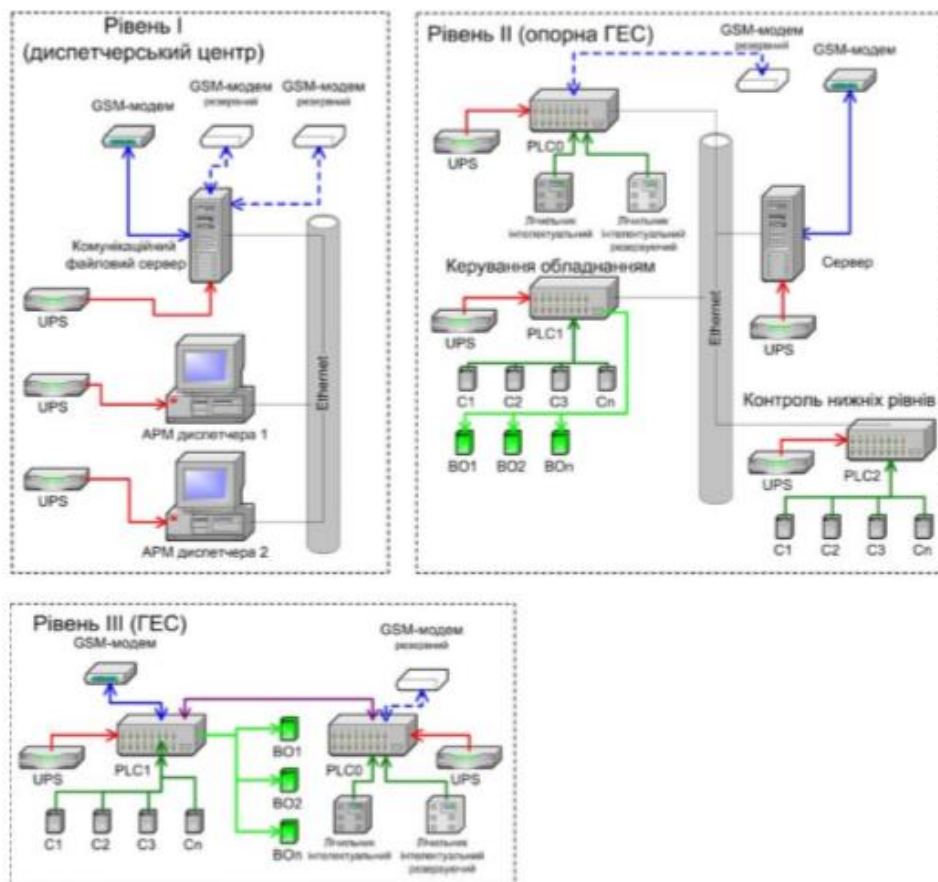 Рівень I
(диспетчерський центр)
GSM-модем
GSM-модем
резервний
GSM-модем
резервний
Комунікаційний
файловий сервер
UPS
UPS
АРМ диспетчера 1
UPS
АРМ диспетчера 2
Ethernet
Рівень II (опорна ГЕС)
GSM-модем
резервний
GSM-модем
UPS
PLC0
Лічильник
інтелектуальний
Лічильник
інтелектуальний
резервуючий
Керування обладнанням
UPS
PLC1
C1
C2
C3
Cn
BO1
BO2
BOn
Ethernet
Сервер
UPS
Контроль нижніх рівнів
UPS
PLC2
C1
C2
C3
Cn
Рівень III (ГЕС)
GSM-модем
GSM-модем
резервний
UPS
PLC1
C1
C2
C3
Cn
BO1
BO2
BOn
PLC0
UPS
Лічильник
інтелектуальний
Лічильник
інтелектуальний
резервуючий